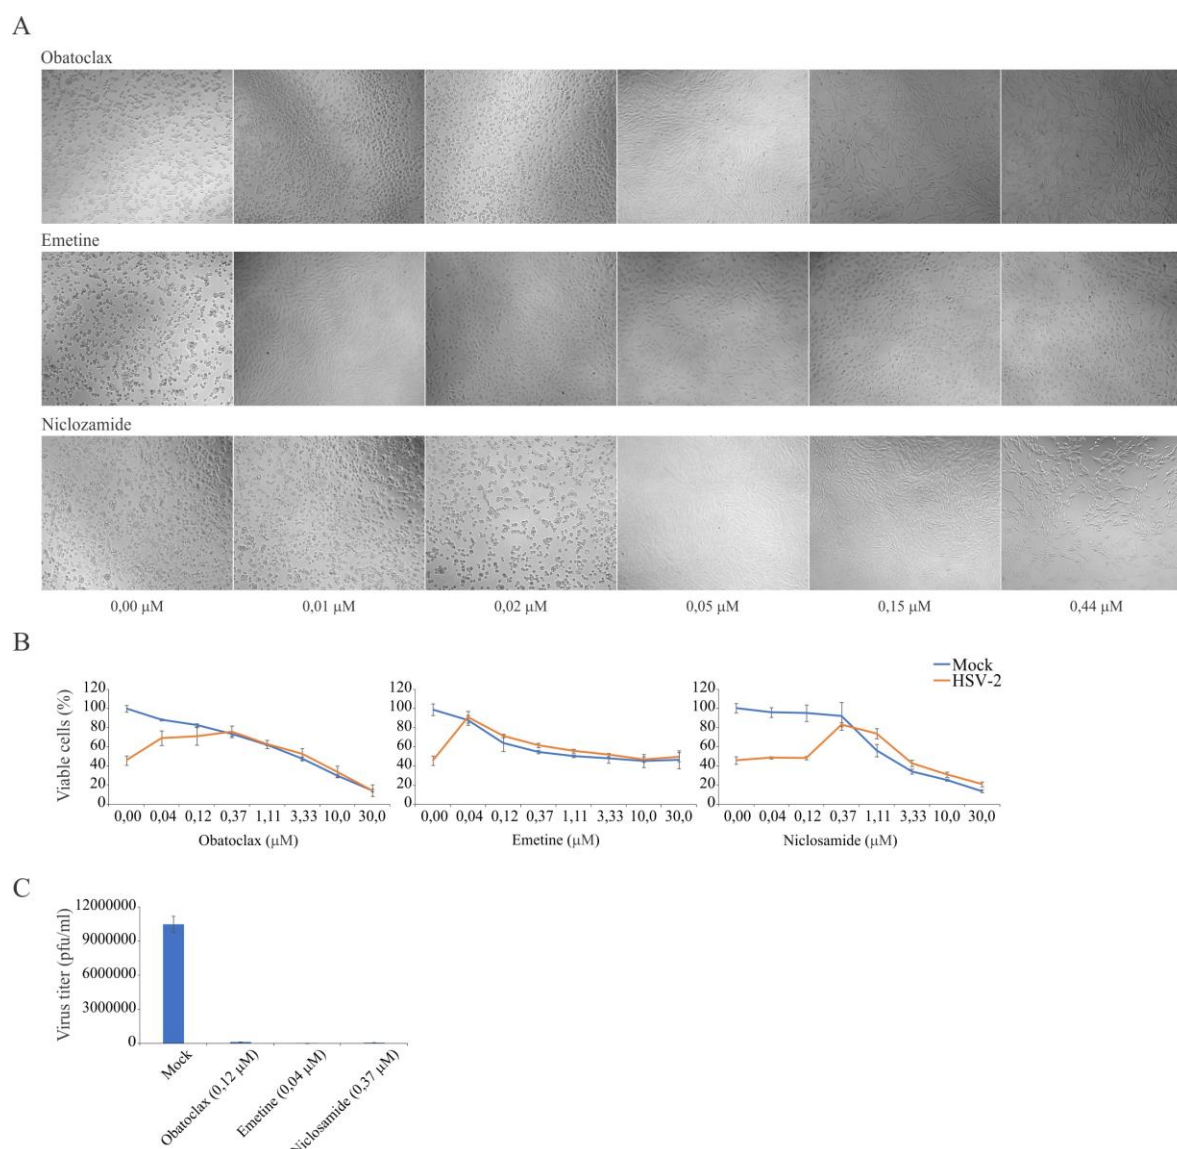 A
Obatoclax
Emetine
Niclozamide
0,00 µM 0,01 µM 0,02 µM 0,05 µM 0,15 µM 0,44 µM
B
Mock
HSV-2
Viable cells (%)
120
100
80
60
40
20
0
0,00 0,04 0,12 0,37 1,11 3,33 10,0 30,0
Obatoclax (µM)
120
100
80
60
40
20
0
0,00 0,04 0,12 0,37 1,11 3,33 10,0 30,0
Emetine (µM)
120
100
80
60
40
20
0
0,00 0,04 0,12 0,37 1,11 3,33 10,0 30,0
Niclosamide (µM)
C
Virus titer (pfu/ml)
12000000
9000000
6000000
3000000
0
Mock
Obatoclax (0,12 µM)
Emetine (0,04 µM)
Niclosamide (0,37 µM)